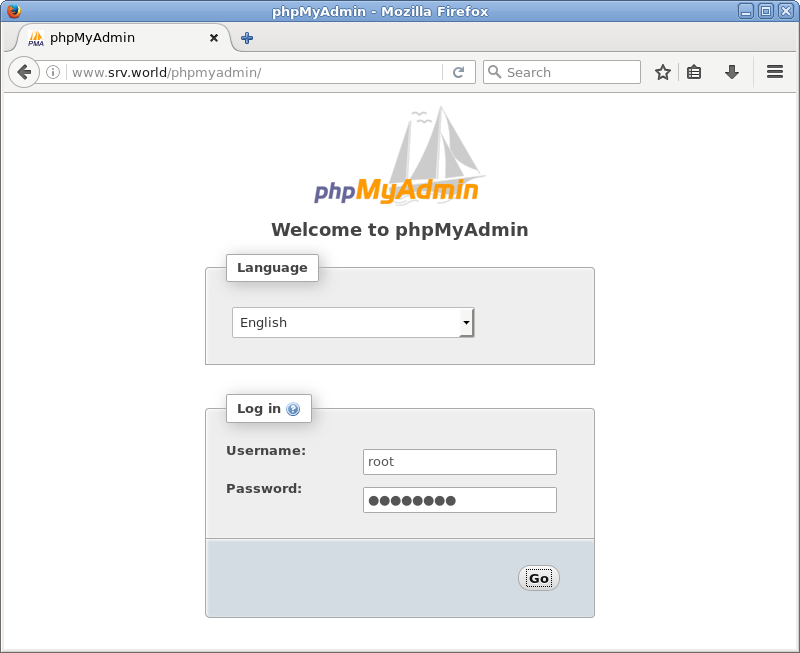 phpMyAdmin - Mozilla Firefox
PMA phpMyAdmin
www.srv.world/phpmyadmin/ Search
phpMyAdmin
Welcome to phpMyAdmin
Language
English
Log in
Username: root
Password: ●●●●●●●●
Go